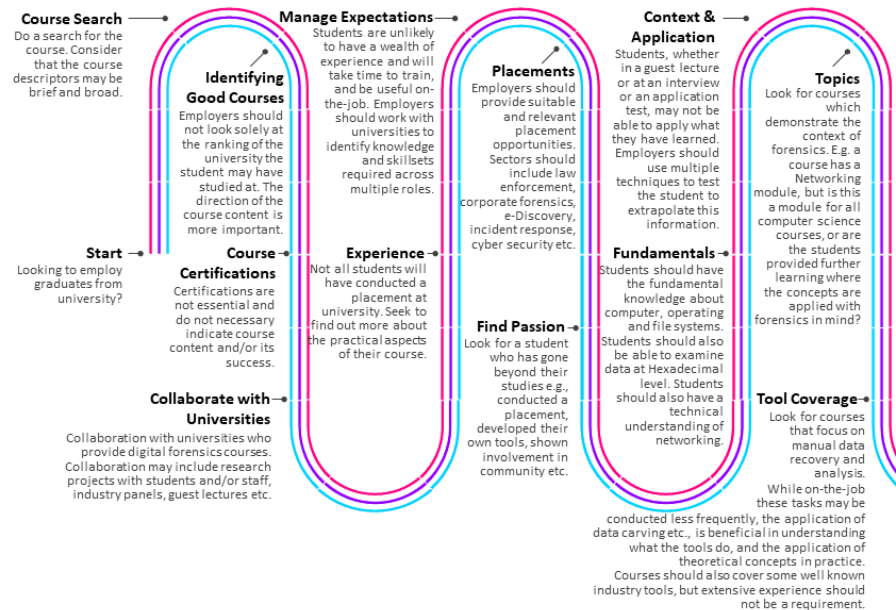 Course Search
Do a search for the
course. Consider
that the course
descriptors may be
brief and broad.
Identifying
Good Courses
Employers should
not look solely at
the ranking of the
university the
student may have
studied at. The
direction of the
course content is
more important.
Start
Looking to employ
graduates from
university?
Course
Certifications
Certifications are
not essential and
do not necessary
indicate course
content and/or its
success.
Collaborate with
Universities
Collaboration with universities who
provide digital forensics courses.
Collaboration may include research
projects with students and/or staff,
industry panels, guest lectures etc.
Manage Expectations
Students are unlikely
to have a wealth of
experience and will
take time to train,
and be useful on-
the-job. Employers
should work with
universities to
identify knowledge
and skillsets
required across
multiple roles.
Experience
Not all students will
have conducted a
placement at
university. Seek to
find out more about
the practical aspects
of their course.
Placements
Employers should
provide suitable
and relevant
placement
opportunities.
Sectors should
include law
enforcement,
corporate forensics,
e-Discovery,
incident response,
cyber security etc.
Find Passion
Look for a student
who has gone
beyond their
studies e.g.,
conducted a
placement,
developed their
own tools, shown
involvement in
community etc.
Context &
Application
Students, whether
in a guest lecture
or at an interview
or an application
test, may not be
able to apply what
they have learned.
Employers should
use multiple
techniques to test
the student to
extrapolate this
information.
Fundamentals
Students should have
the fundamental
knowledge about
computer, operating
and file systems.
Students should also
be able to examine
data at Hexadecimal
level. Students
should also have a
technical
understanding of
networking.
Topics
Look for courses
which
demonstrate the
context of
forensics. E.g. a
course has a
Networking
module, but is this
a module for all
computer science
courses, or are
the students
provided further
learning where
the concepts are
applied with
forensics in mind?
Tool Coverage
Look for courses
that focus on
manual data
recovery and
analysis.
While on-the-job
these tasks may be
conducted less frequently, the application of
data carving etc., is beneficial in understanding
what the tools do, and the application of
theoretical concepts in practice.
Courses should also cover some well known
industry tools, but extensive experience should
not be a requirement.